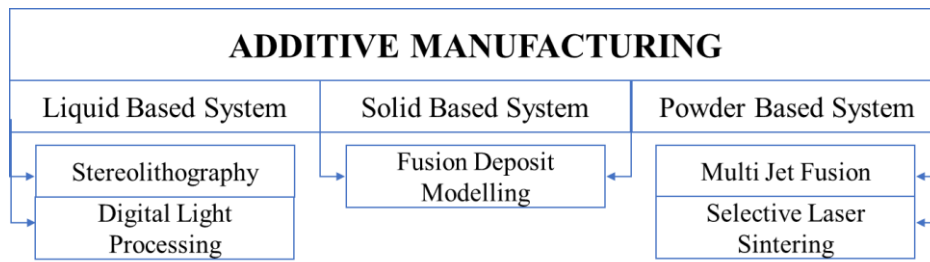 ADDITIVE MANUFACTURING
Liquid Based System
Solid Based System
Powder Based System
Stereolithography
Digital Light
Processing
Fusion Deposit
Modelling
Multi Jet Fusion
Selective Laser
Sintering